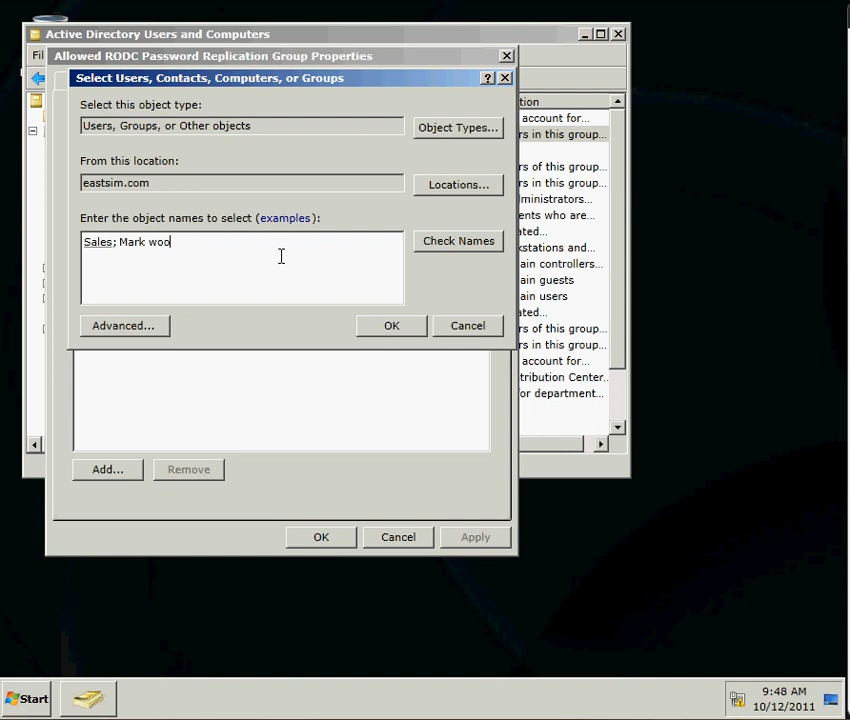 Active Directory Users and Computers
Fil
Allowed RODC Password Replication Group Properties
Select Users, Contacts, Computers, or Groups
Select this object type:
Users, Groups, or Other objects
Object Types...
From this location:
eastsim.com
Locations...
Enter the object names to select (examples):
Sales; Mark woo
Check Names
Advanced...
OK
Cancel
tion
account for...
rs in this group...
rs of this group...
rs in this group...
ministrators...
ents who are...
ated...
kstations and...
ain controllers...
ain guests
ain users
ated...
rs of this group...
rs in this group...
account for...
tribution Center...
for department...
Add...
Remove
OK
Cancel
Apply
Start
9:48 AM
10/12/2011